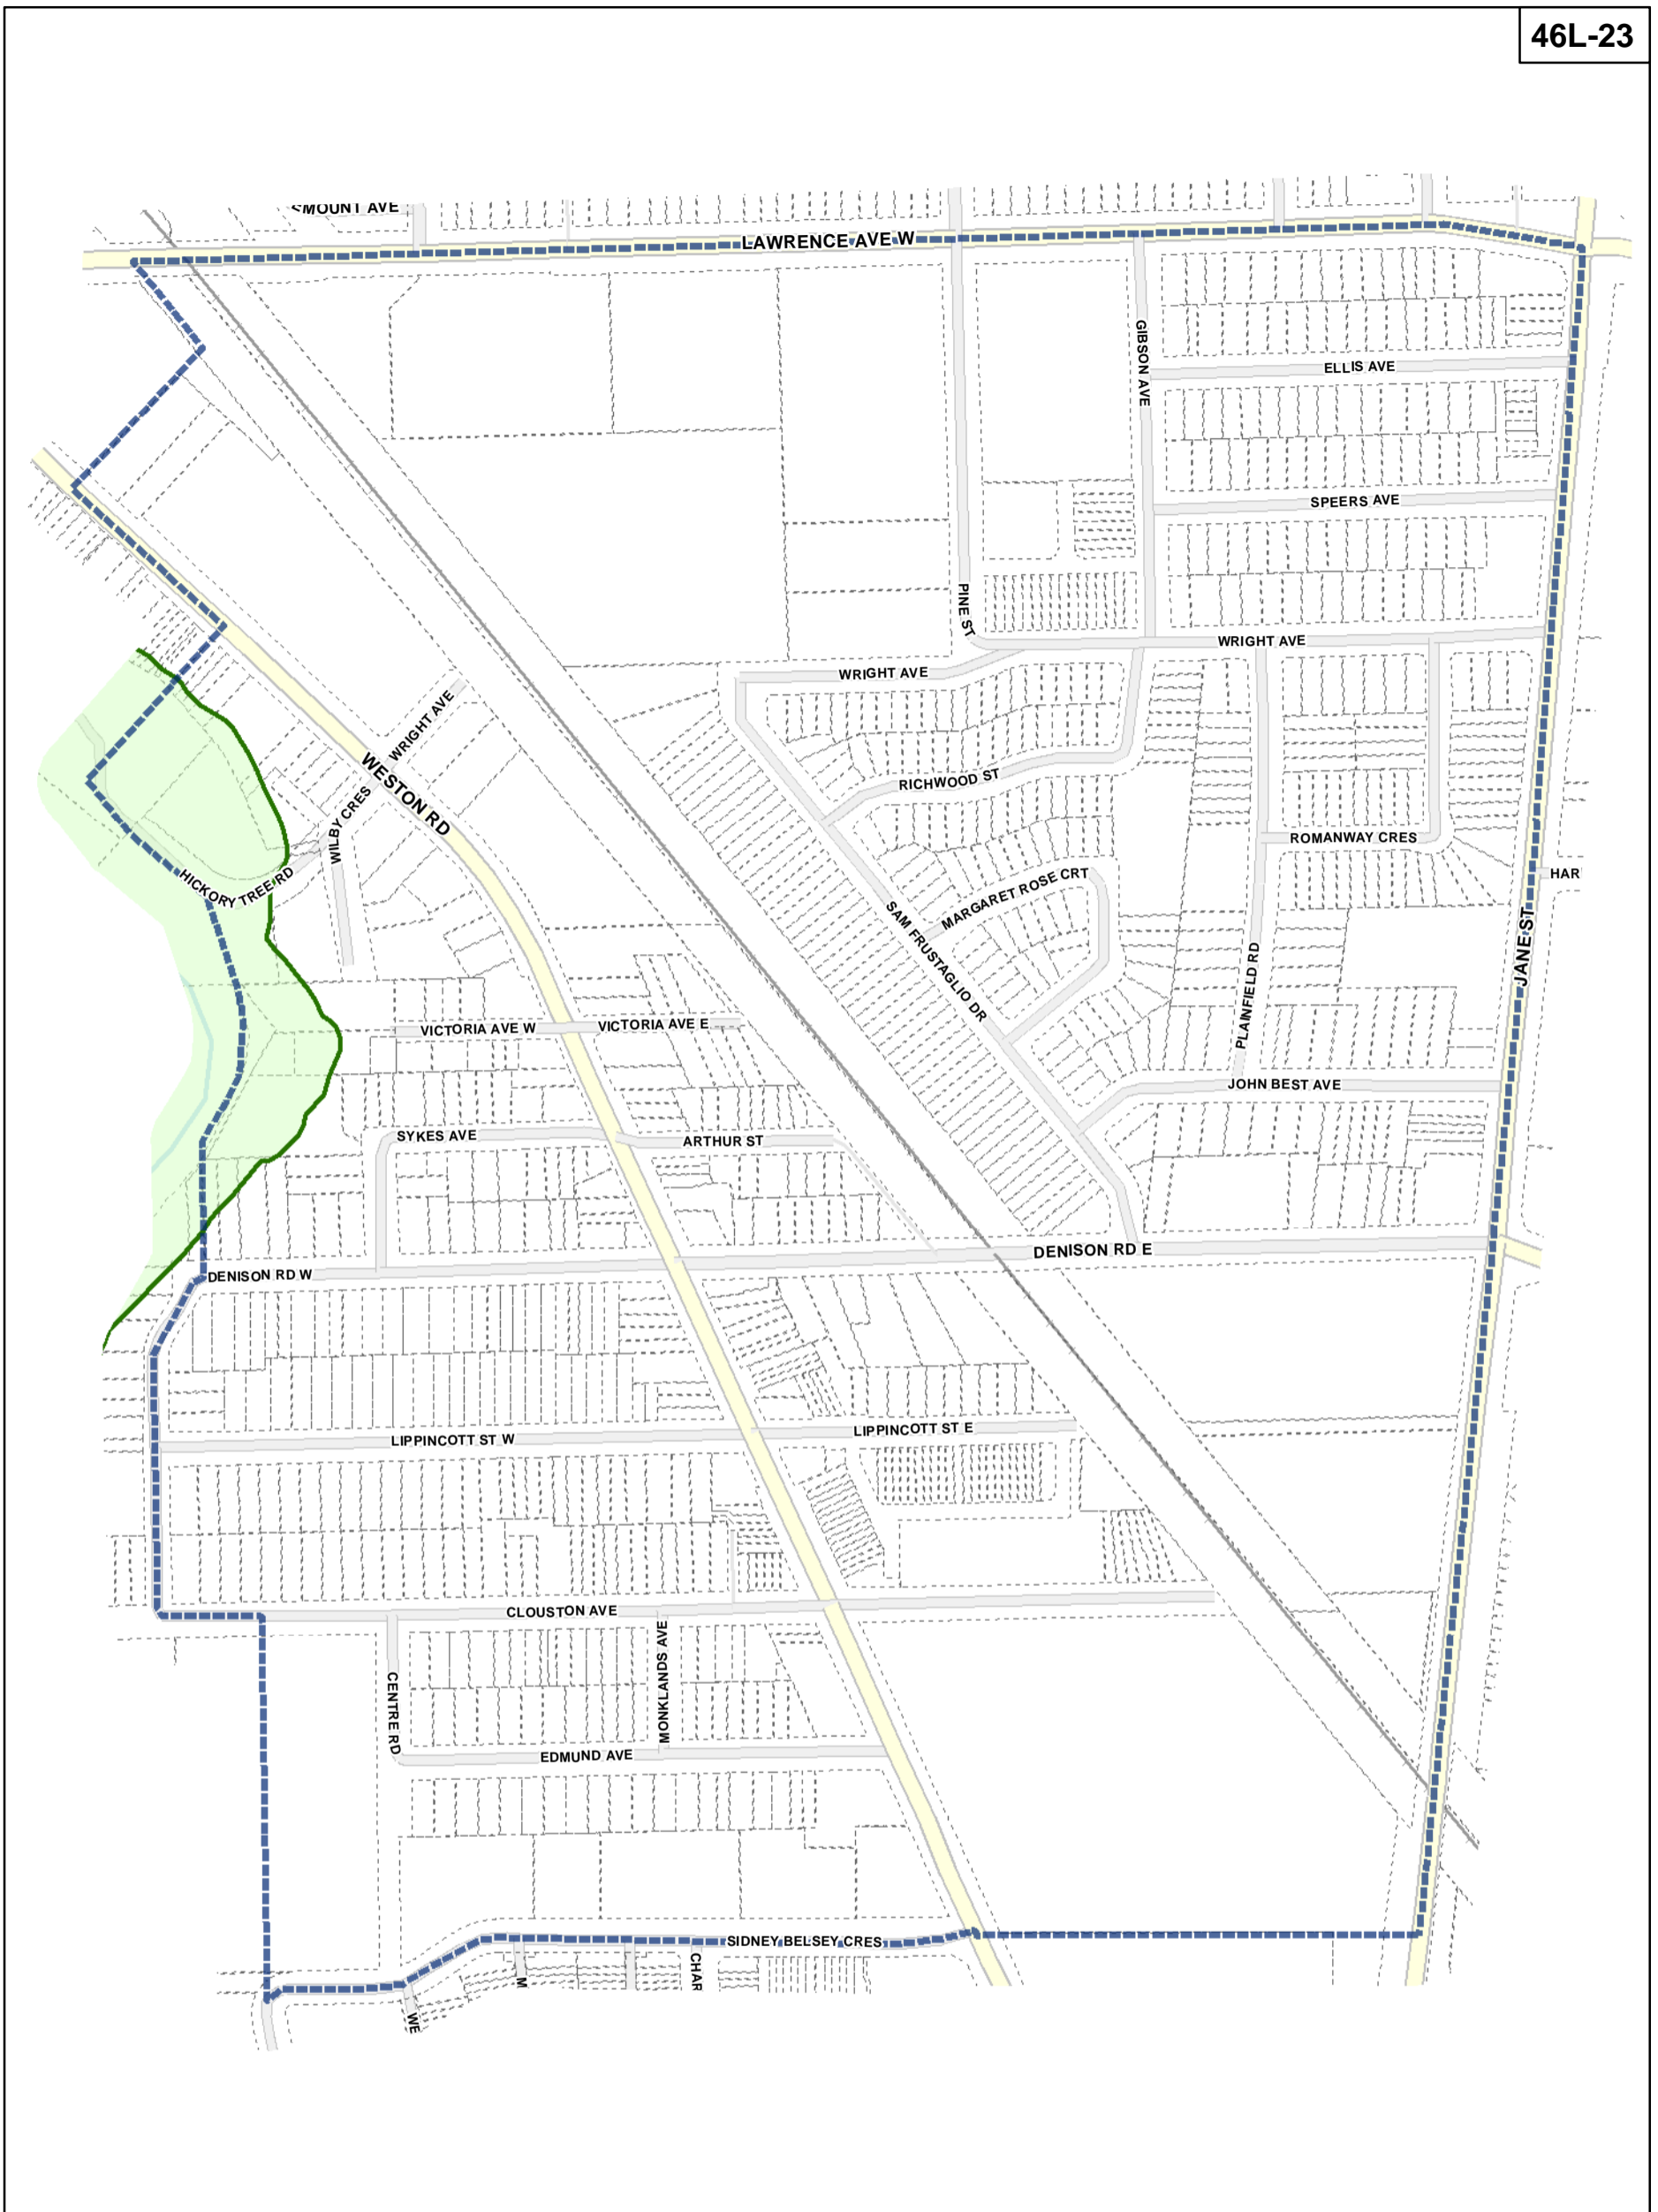 46L-23
SMOUNT AVE
LAWRENCE AVE W
GIBSON AVE
ELLIS AVE
SPEERS AVE
PINE ST
WRIGHT AVE
WRIGHT AVE
WRIGHT AVE
WESTON RD
RICHWOOD ST
WILBY CRES
ROMANWAY CRES
HICKORY TREE RD
MARGARET ROSE CRT
HAR
SAM FRUSTAGLIO DR
JANE ST
PLAINFIELD RD
VICTORIA AVE W
VICTORIA AVE E
JOHN BEST AVE
SYKES AVE
ARTHUR ST
DENISON RD E
DENISON RD W
LIPPINCOTT ST W
LIPPINCOTT ST E
CLOUSTON AVE
MONKLANDS AVE
CENTRE RD
EDMUND AVE
SIDNEY BELSEY CRES
M
CHAR
WE